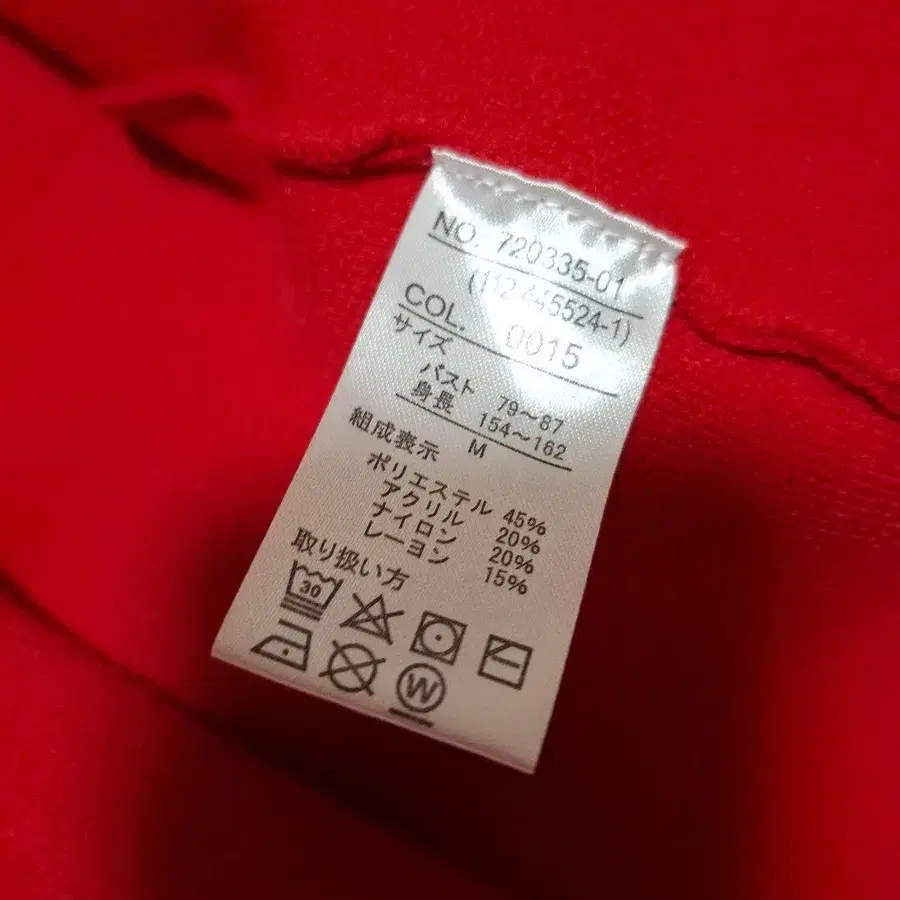 NO. 720335-01
(112-445524-1)
COL. 0015
サイズ
バスト 79～87
身長 154～162
M
組成表示
ポリエステル 45%
アクリル 20%
ナイロン 20%
レーヨン 15%
取り扱い方
30
W